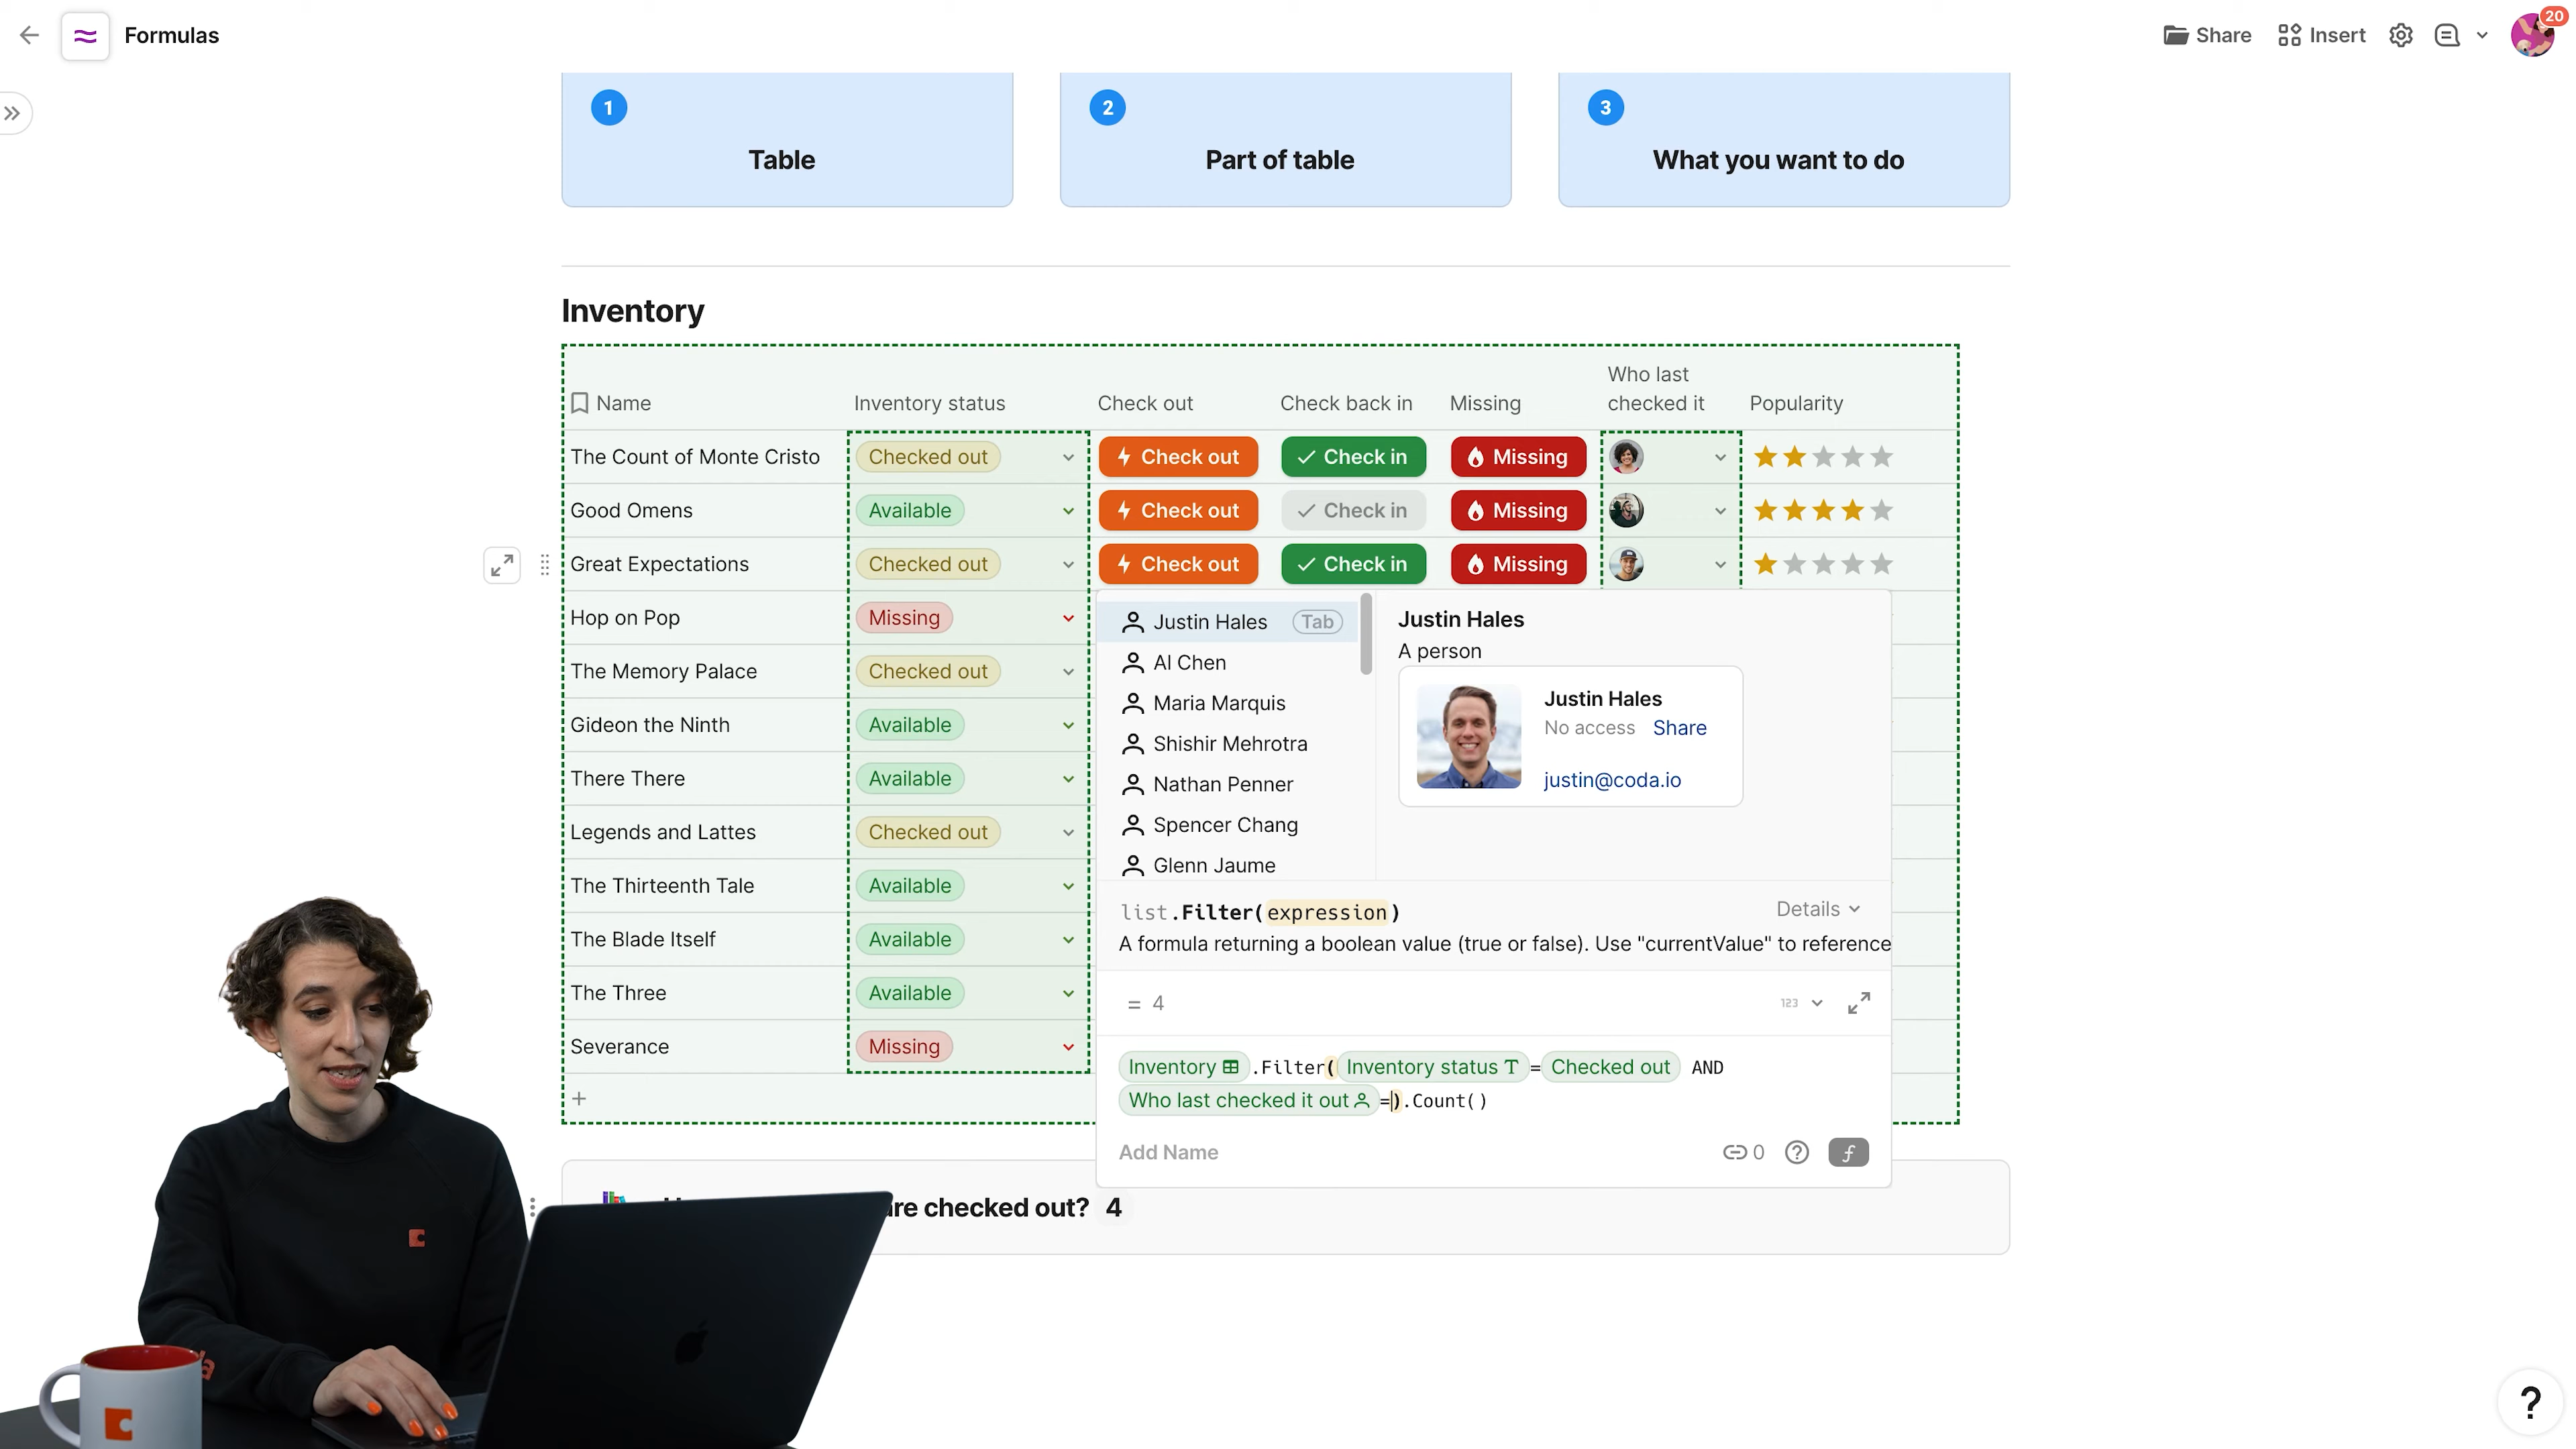 Formulas
Share
Insert
20
1
Table
2
Part of table
3
What you want to do
Inventory
Name
Inventory status
Check out
Check back in
Missing
Who last
checked it
Popularity
The Count of Monte Cristo Checked out Check out Check in Missing
Good Omens Available Check out Check in Missing
Great Expectations Checked out Check out Check in Missing
Hop on Pop Missing
The Memory Palace Checked out
Gideon the Ninth Available
There There Available
Legends and Lattes Checked out
The Thirteenth Tale Available
The Blade Itself Available
The Three Available
Severance Missing
+
Justin Hales Tab
Al Chen
Maria Marquis
Shishir Mehrotra
Nathan Penner
Spencer Chang
Glenn Jaume
Justin Hales
A person
Justin Hales
No access Share
justin@coda.io
list.Filter(expression)
Details
A formula returning a boolean value (true or false). Use "currentValue" to reference
= 4
123
Inventory .Filter( Inventory status = Checked out AND
Who last checked it out =).Count()
Add Name
0
?
f
are checked out? 4
?